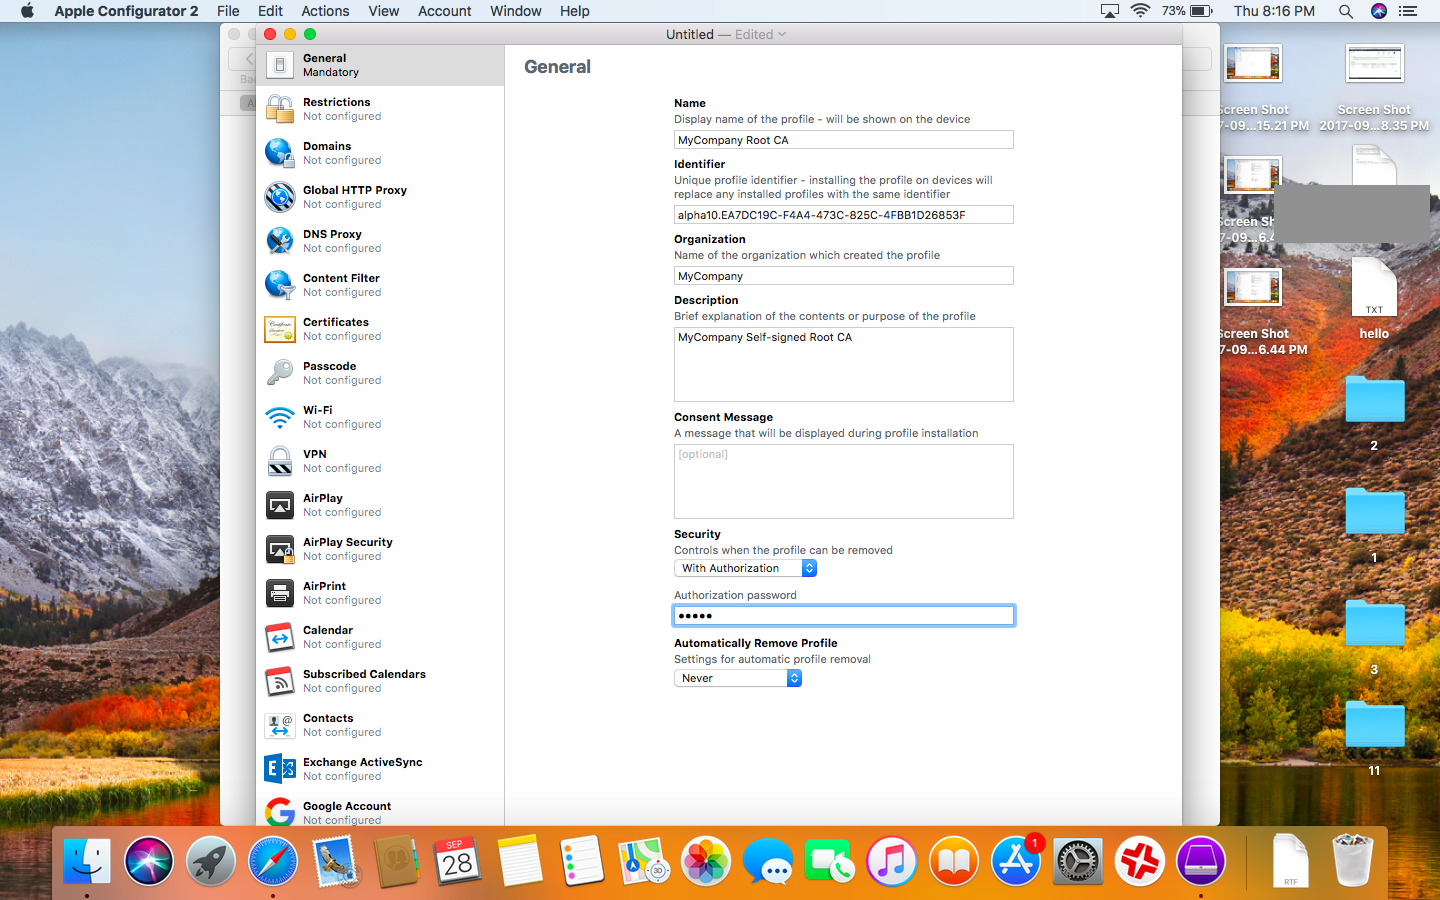 Apple Configurator 2 File Edit Actions View Account Window Help 73% Thu 8:16 PM
Untitled — Edited
General
Mandatory
Restrictions
Not configured
Domains
Not configured
Global HTTP Proxy
Not configured
DNS Proxy
Not configured
Content Filter
Not configured
Certificates
Not configured
Passcode
Not configured
Wi-Fi
Not configured
VPN
Not configured
AirPlay
Not configured
AirPlay Security
Not configured
AirPrint
Not configured
Calendar
Not configured
Subscribed Calendars
Not configured
Contacts
Not configured
Exchange ActiveSync
Not configured
Google Account
Not configured
General
Name
Display name of the profile - will be shown on the device
MyCompany Root CA
Identifier
Unique profile identifier - installing the profile on devices will
replace any installed profiles with the same identifier
alpha10.EA7DC19C-F4A4-473C-825C-4FBB1D26853F
Organization
Name of the organization which created the profile
MyCompany
Description
Brief explanation of the contents or purpose of the profile
MyCompany Self-signed Root CA
Consent Message
A message that will be displayed during profile installation
[optional]
Security
Controls when the profile can be removed
With Authorization
Authorization password
•••••
Automatically Remove Profile
Settings for automatic profile removal
Never
Screen Shot
7-09...15.21 PM
Screen Shot
2017-09...8.35 PM
Screen Sh
7-09...6.4
Screen Shot
7-09...6.44 PM
TXT
hello
2
1
3
11
SEP
28
3D
1
RTF